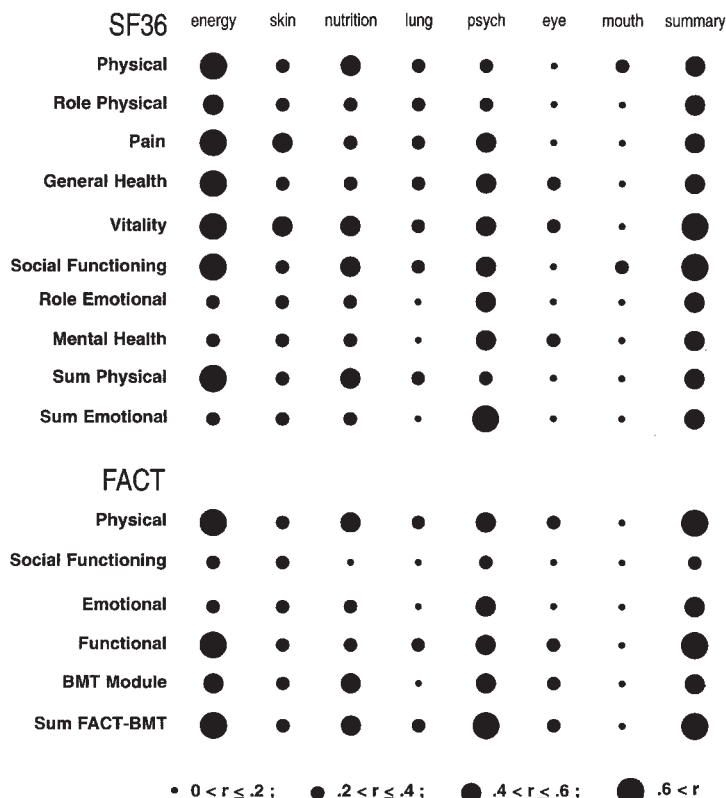 SF36 energy skin nutrition lung psych eye mouth summary
Physical
Role Physical
Pain
General Health
Vitality
Social Functioning
Role Emotional
Mental Health
Sum Physical
Sum Emotional
FACT
Physical
Social Functioning
Emotional
Functional
BMT Module
Sum FACT-BMT
0 < r ≤ .2 ; .2 < r ≤ .4 ; .4 < r ≤ .6 ; .6 < r